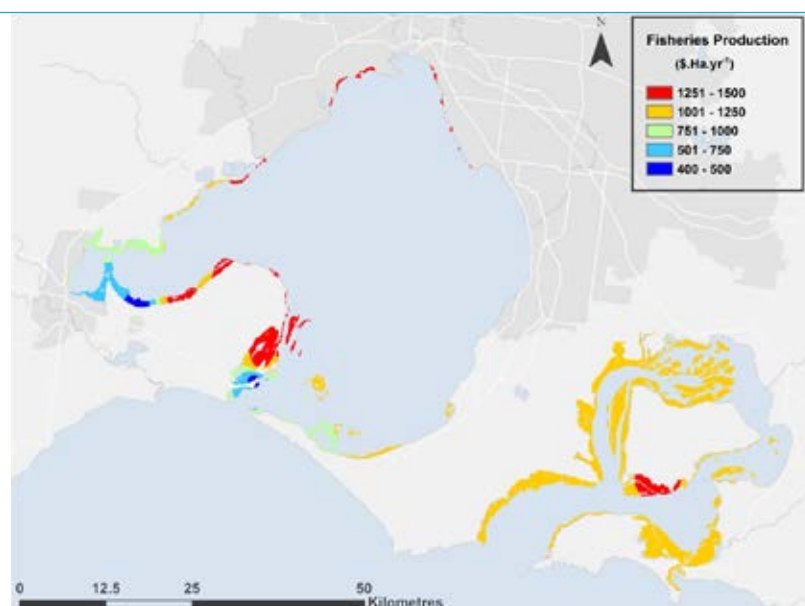 N
Fisheries Production
($.Ha.yr⁻¹)
1251 - 1500
1001 - 1250
751 - 1000
501 - 750
400 - 500
0 12.5 25 50
Kilometres